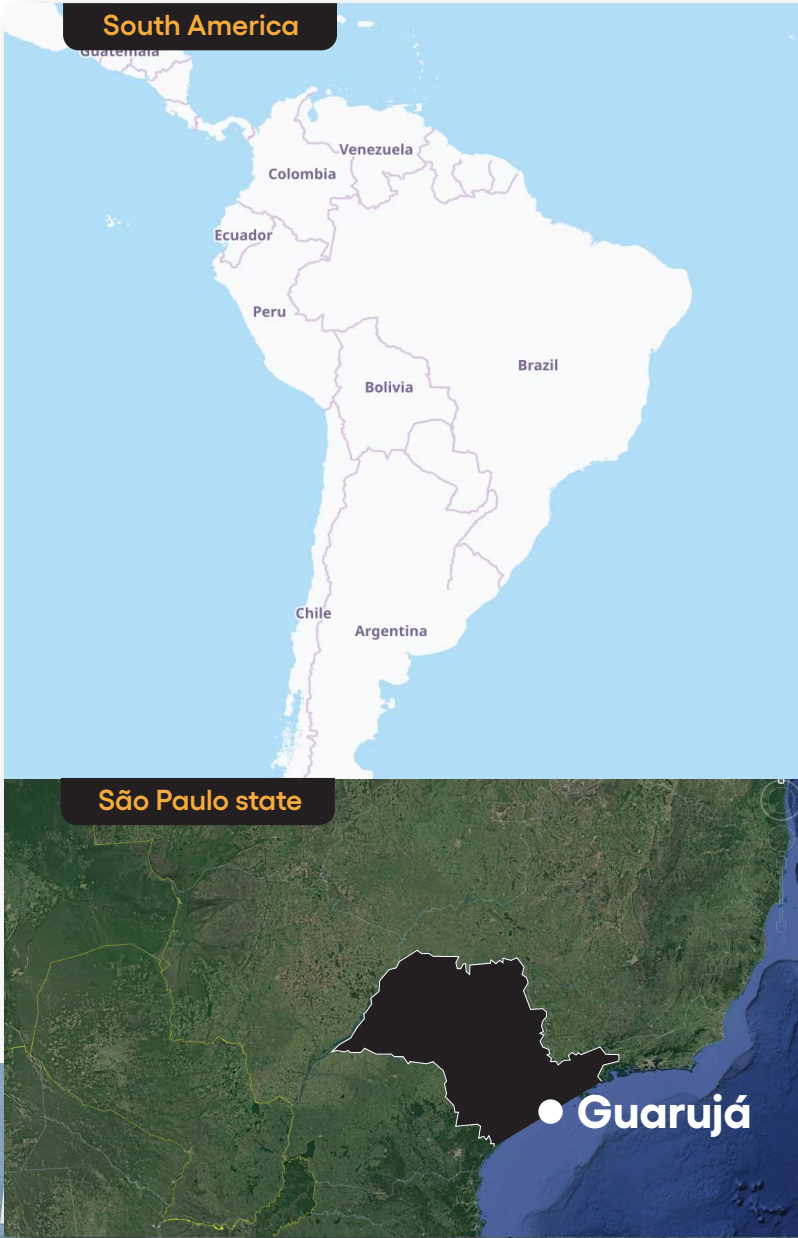 South America
Guatemala
Venezuela
Colombia
Ecuador
Peru
Brazil
Bolivia
Chile
Argentina
São Paulo state
Guarujá